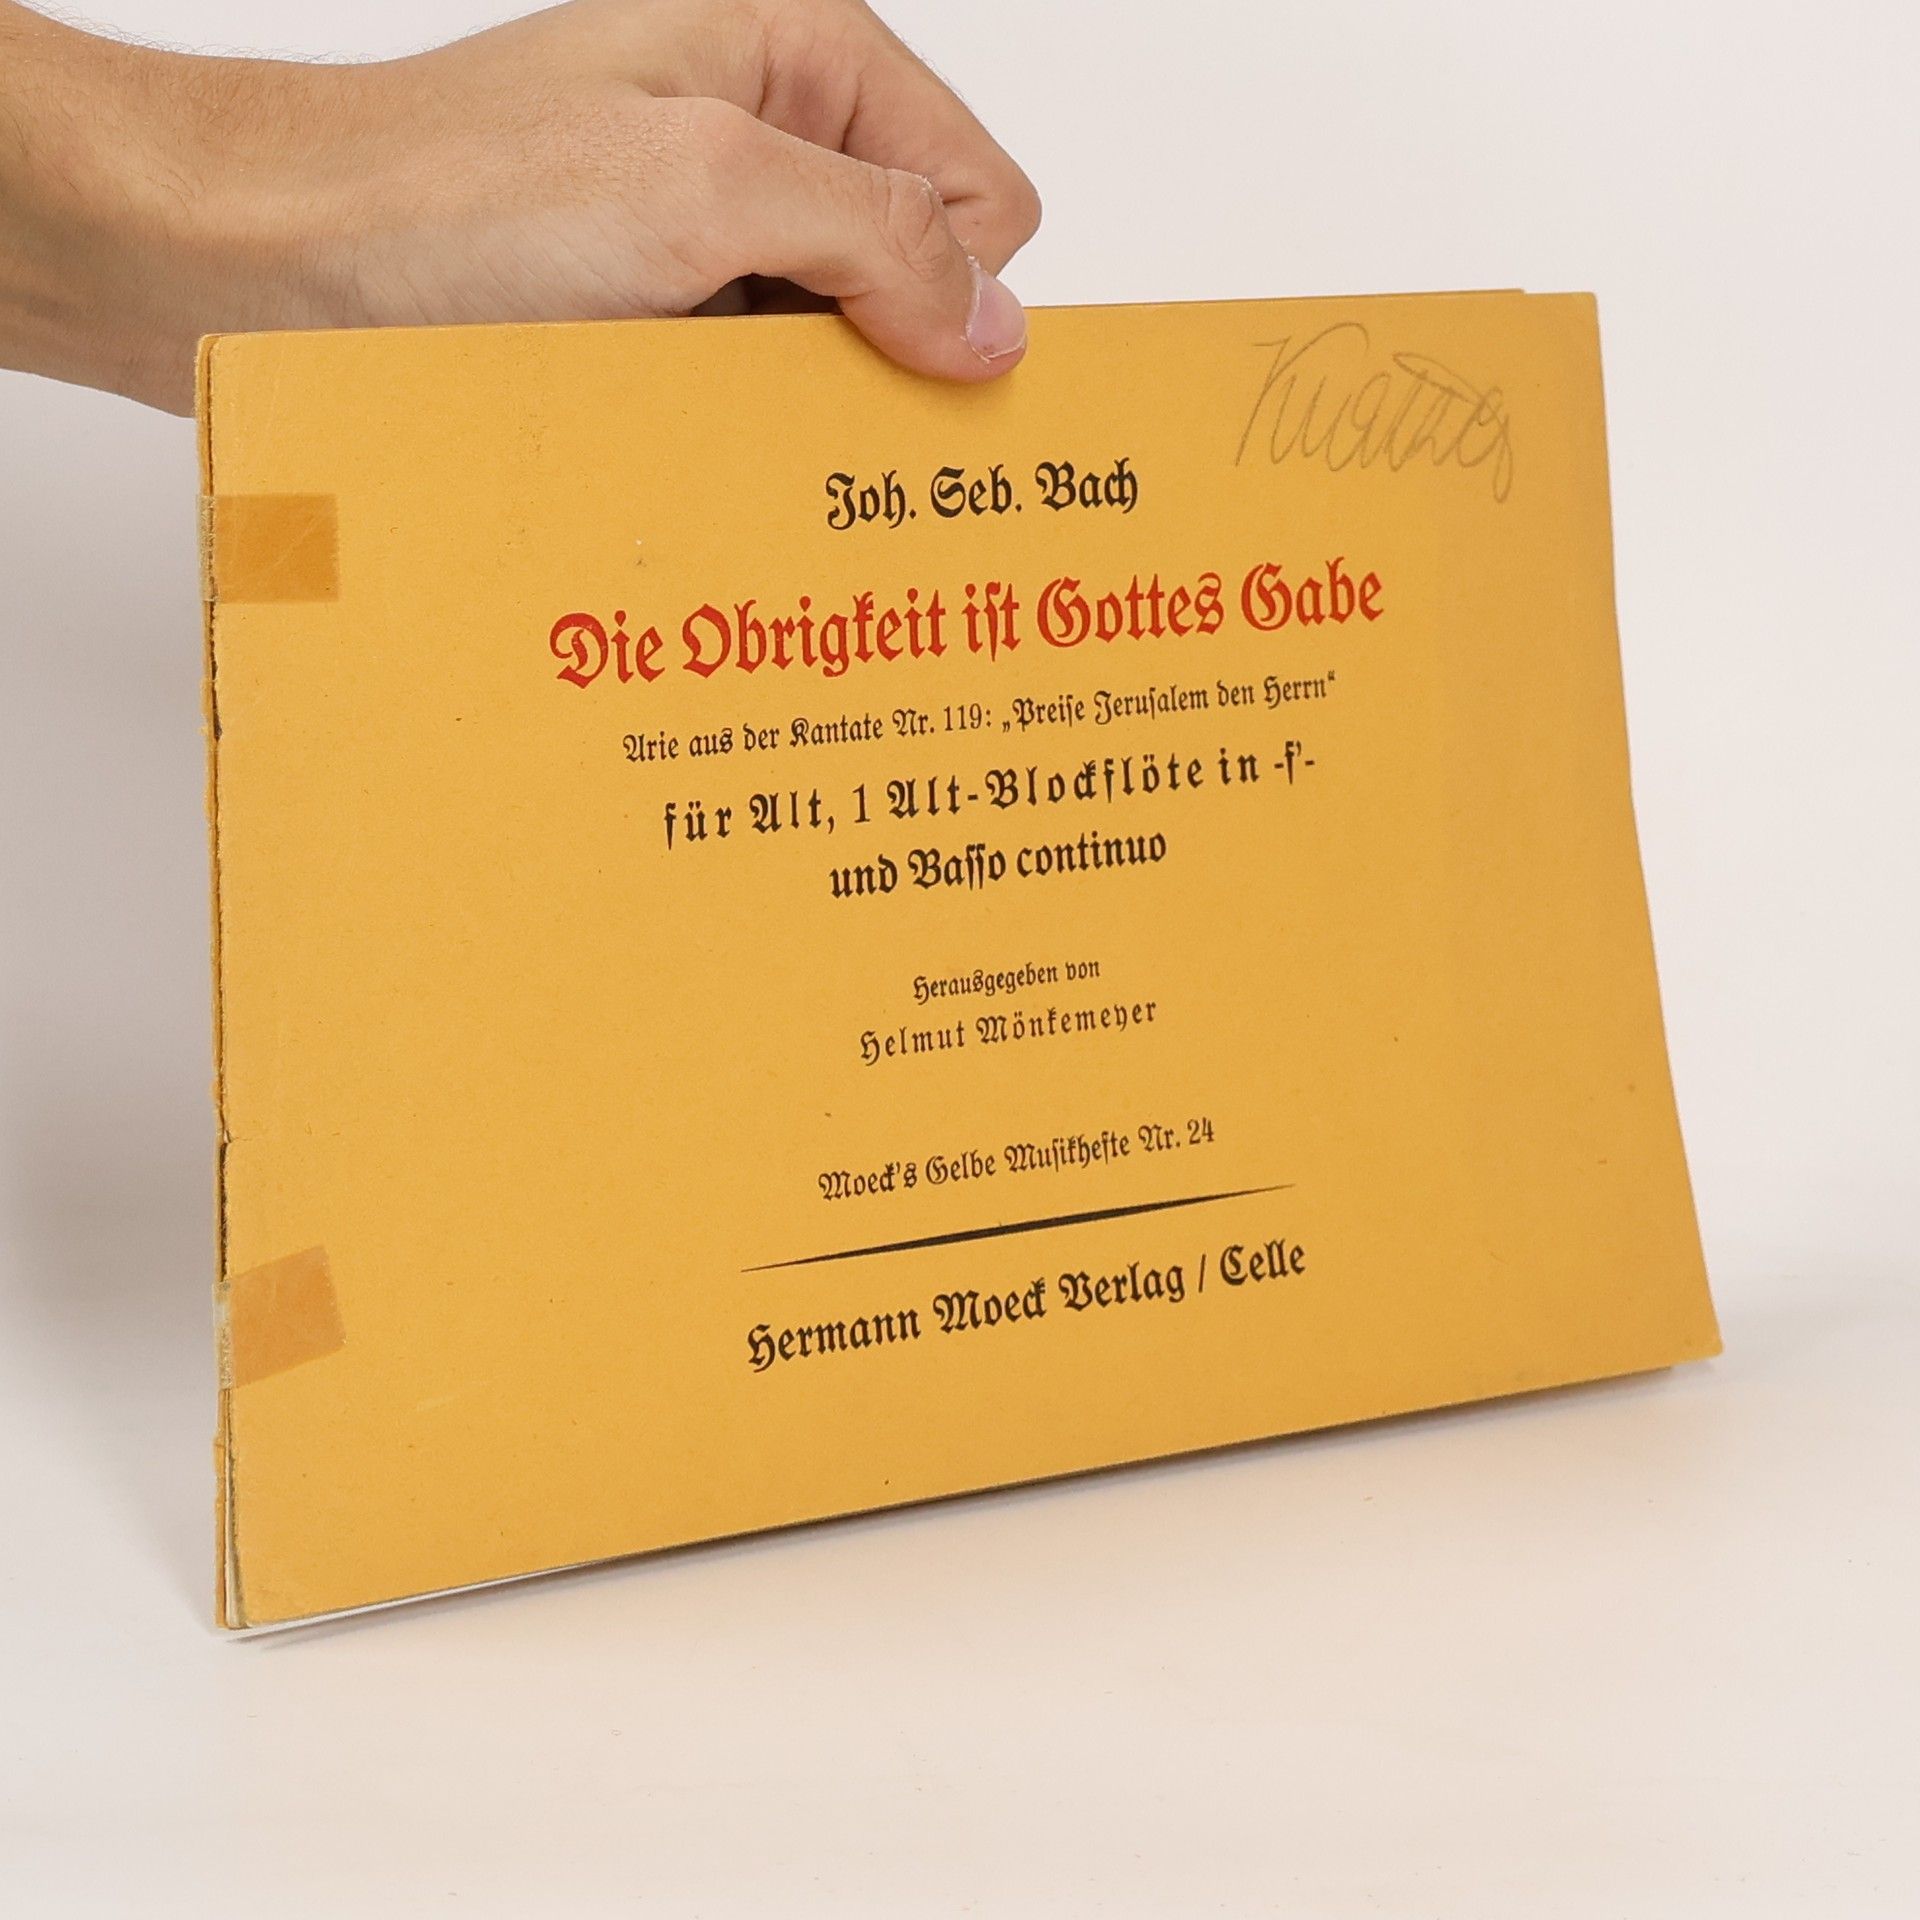 Joh. Seb. Bach
Die Obrigkeit iſt Gottes Gabe
Arie aus der Kantate Nr. 119: „Preiſe Jeruſalem den Herrn“
für Alt, 1 Alt-Blockflöte in -f'-
und Baſſo continuo
Herausgegeben von
Helmut Mönkemeyer
Moeck's Gelbe Muſikhefte Nr. 24
Hermann Moeck Verlag / Celle